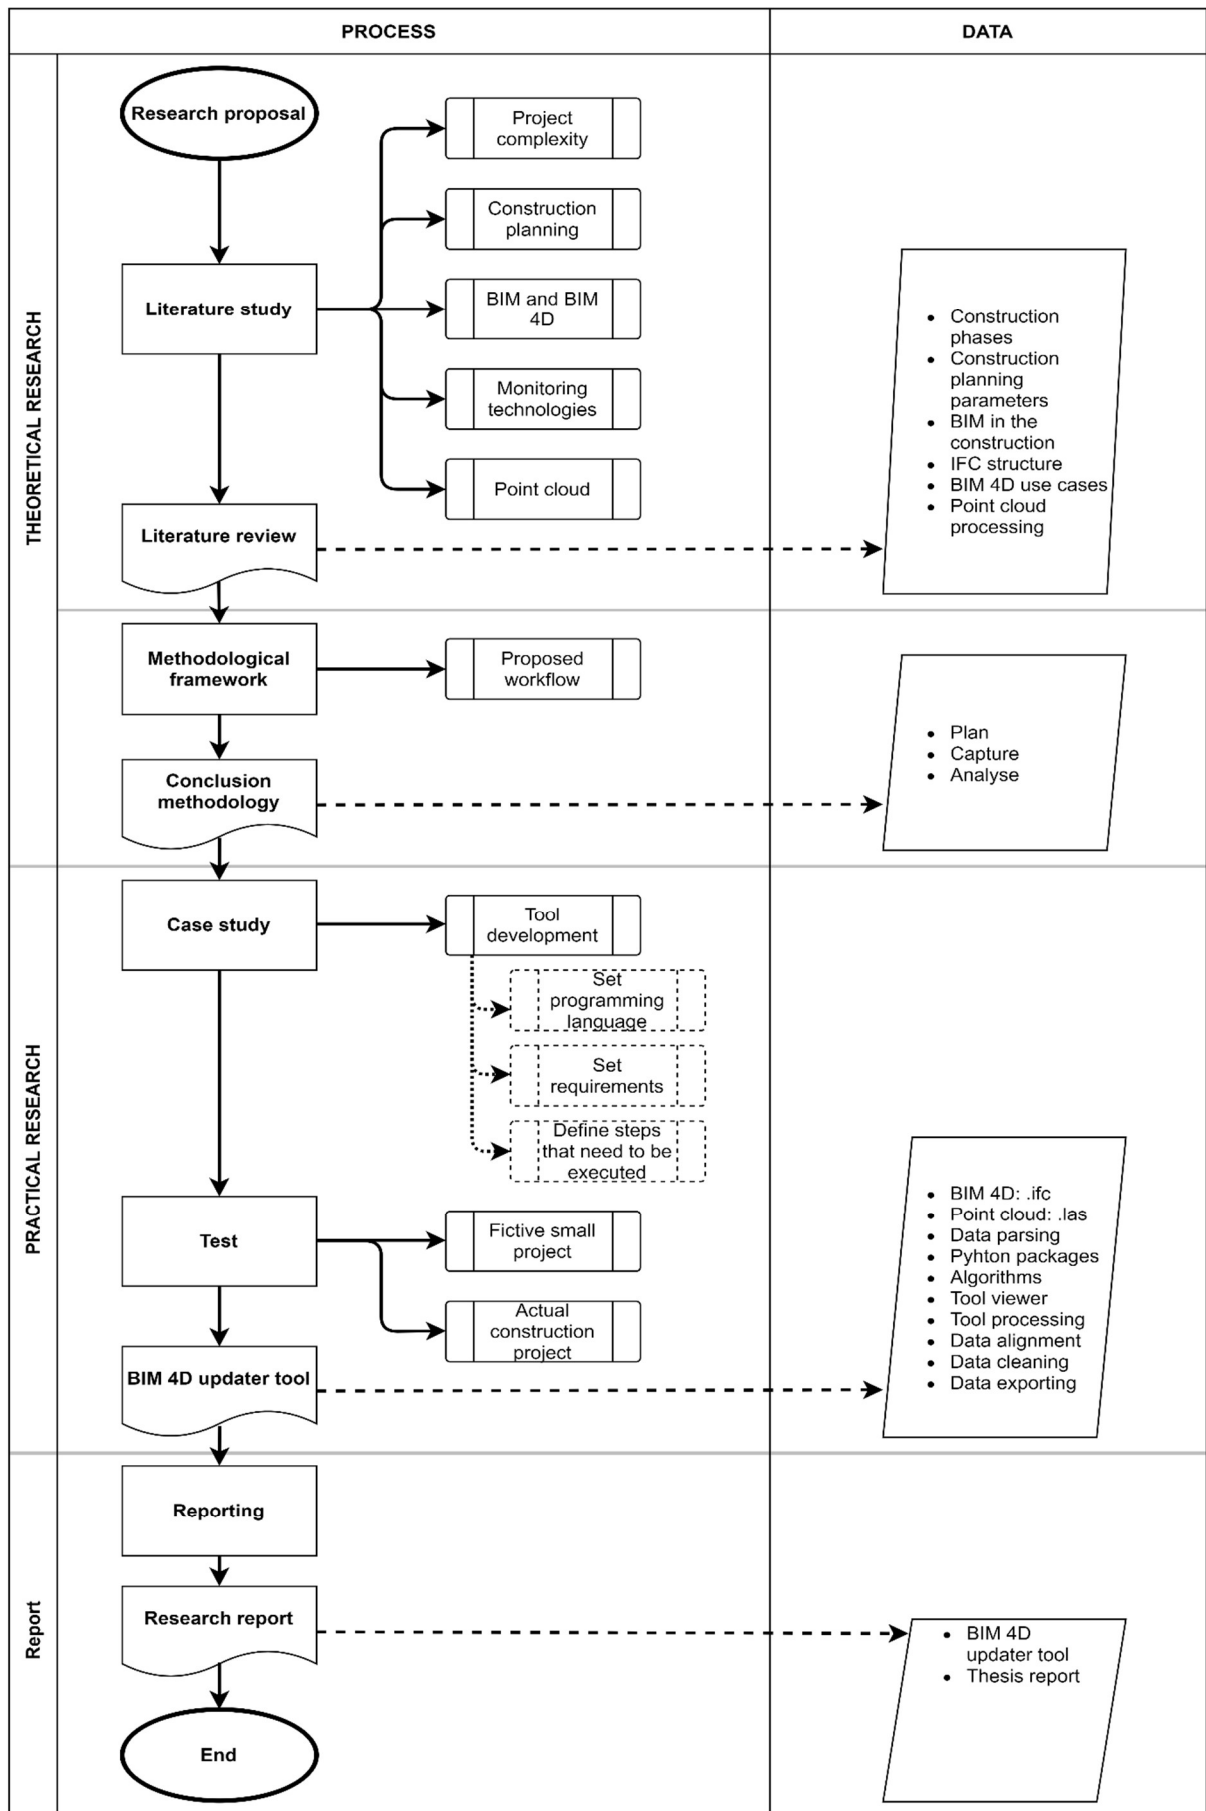 PROCESS
DATA
THEORETICAL RESEARCH
Research proposal
Project
complexity
Construction
planning
Literature study
BIM and BIM
4D
Monitoring
technologies
Point cloud
Literature review
• Construction
phases
• Construction
planning
parameters
• BIM in the
construction
• IFC structure
• BIM 4D use cases
• Point cloud
processing
Methodological
framework
Proposed
workflow
Conclusion
methodology
• Plan
• Capture
• Analyse
PRACTICAL RESEARCH
Case study
Tool
development
Set
programming
language
Set
requirements
Define steps
that need to be
executed
Test
Fictive small
project
Actual
construction
project
BIM 4D updater tool
• BIM 4D: .ifc
• Point cloud: .las
• Data parsing
• Pyhton packages
• Algorithms
• Tool viewer
• Tool processing
• Data alignment
• Data cleaning
• Data exporting
Report
Reporting
Research report
• BIM 4D
updater tool
• Thesis report
End